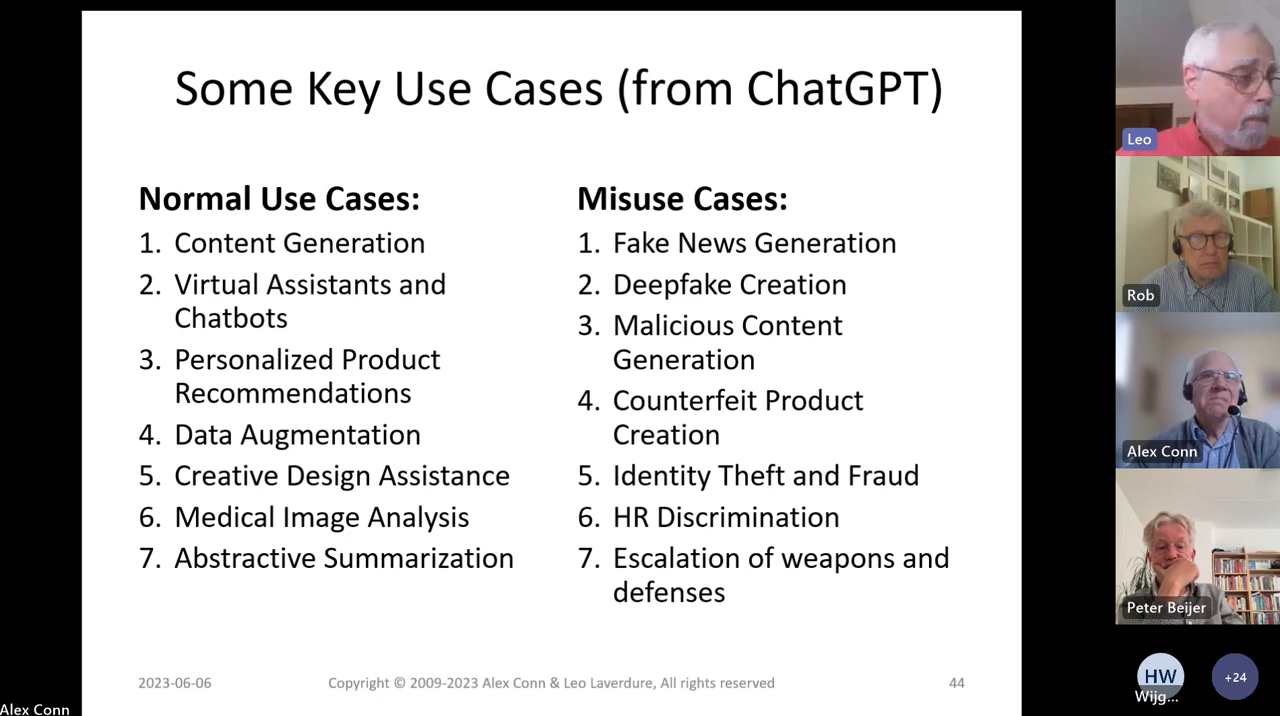 Some Key Use Cases (from ChatGPT)
Normal Use Cases:
1. Content Generation
2. Virtual Assistants and
Chatbots
3. Personalized Product
Recommendations
4. Data Augmentation
5. Creative Design Assistance
6. Medical Image Analysis
7. Abstractive Summarization
Misuse Cases:
1. Fake News Generation
2. Deepfake Creation
3. Malicious Content
Generation
4. Counterfeit Product
Creation
5. Identity Theft and Fraud
6. HR Discrimination
7. Escalation of weapons and
defenses
2023-06-06
Copyright © 2009-2023 Alex Conn & Leo Laverdure, All rights reserved
44
Alex Conn
Leo
Rob
Alex Conn
Peter Beijer
HW
Wijg...
+24